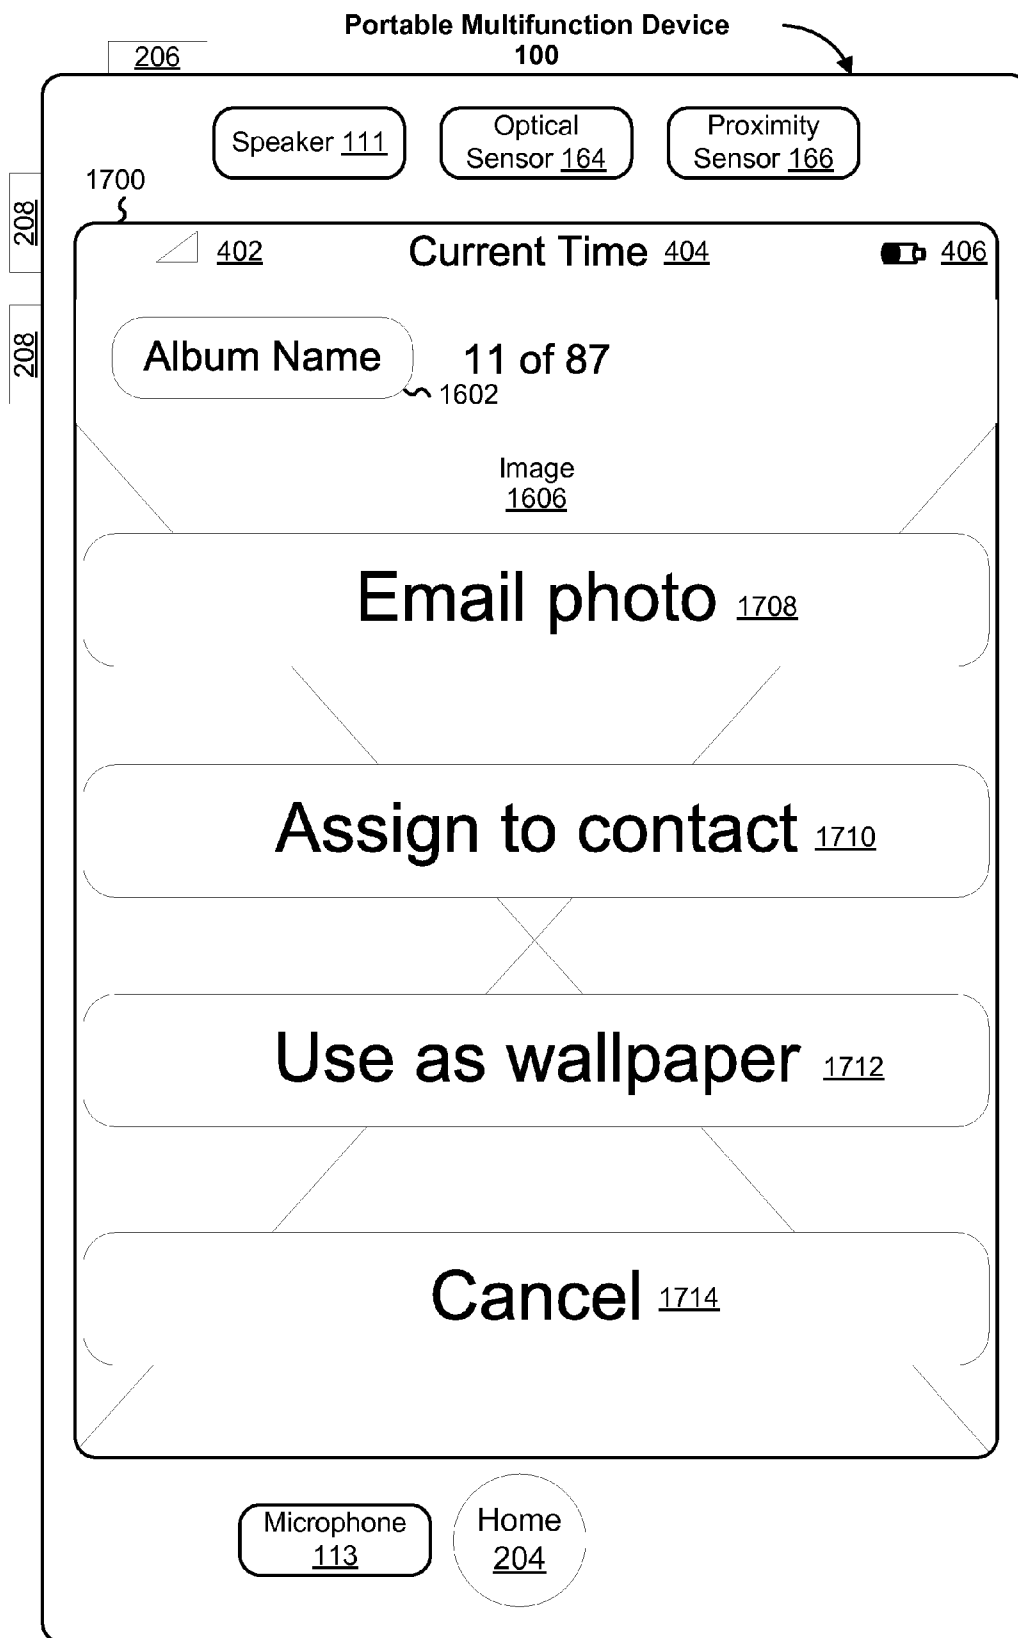 Portable Multifunction Device
100
206
Speaker 111
Optical
Sensor 164
Proximity
Sensor 166
1700
208
402
Current Time 404
406
208
Album Name
11 of 87
1602
Image
1606
Email photo 1708
Assign to contact 1710
Use as wallpaper 1712
Cancel 1714
Microphone
113
Home
204